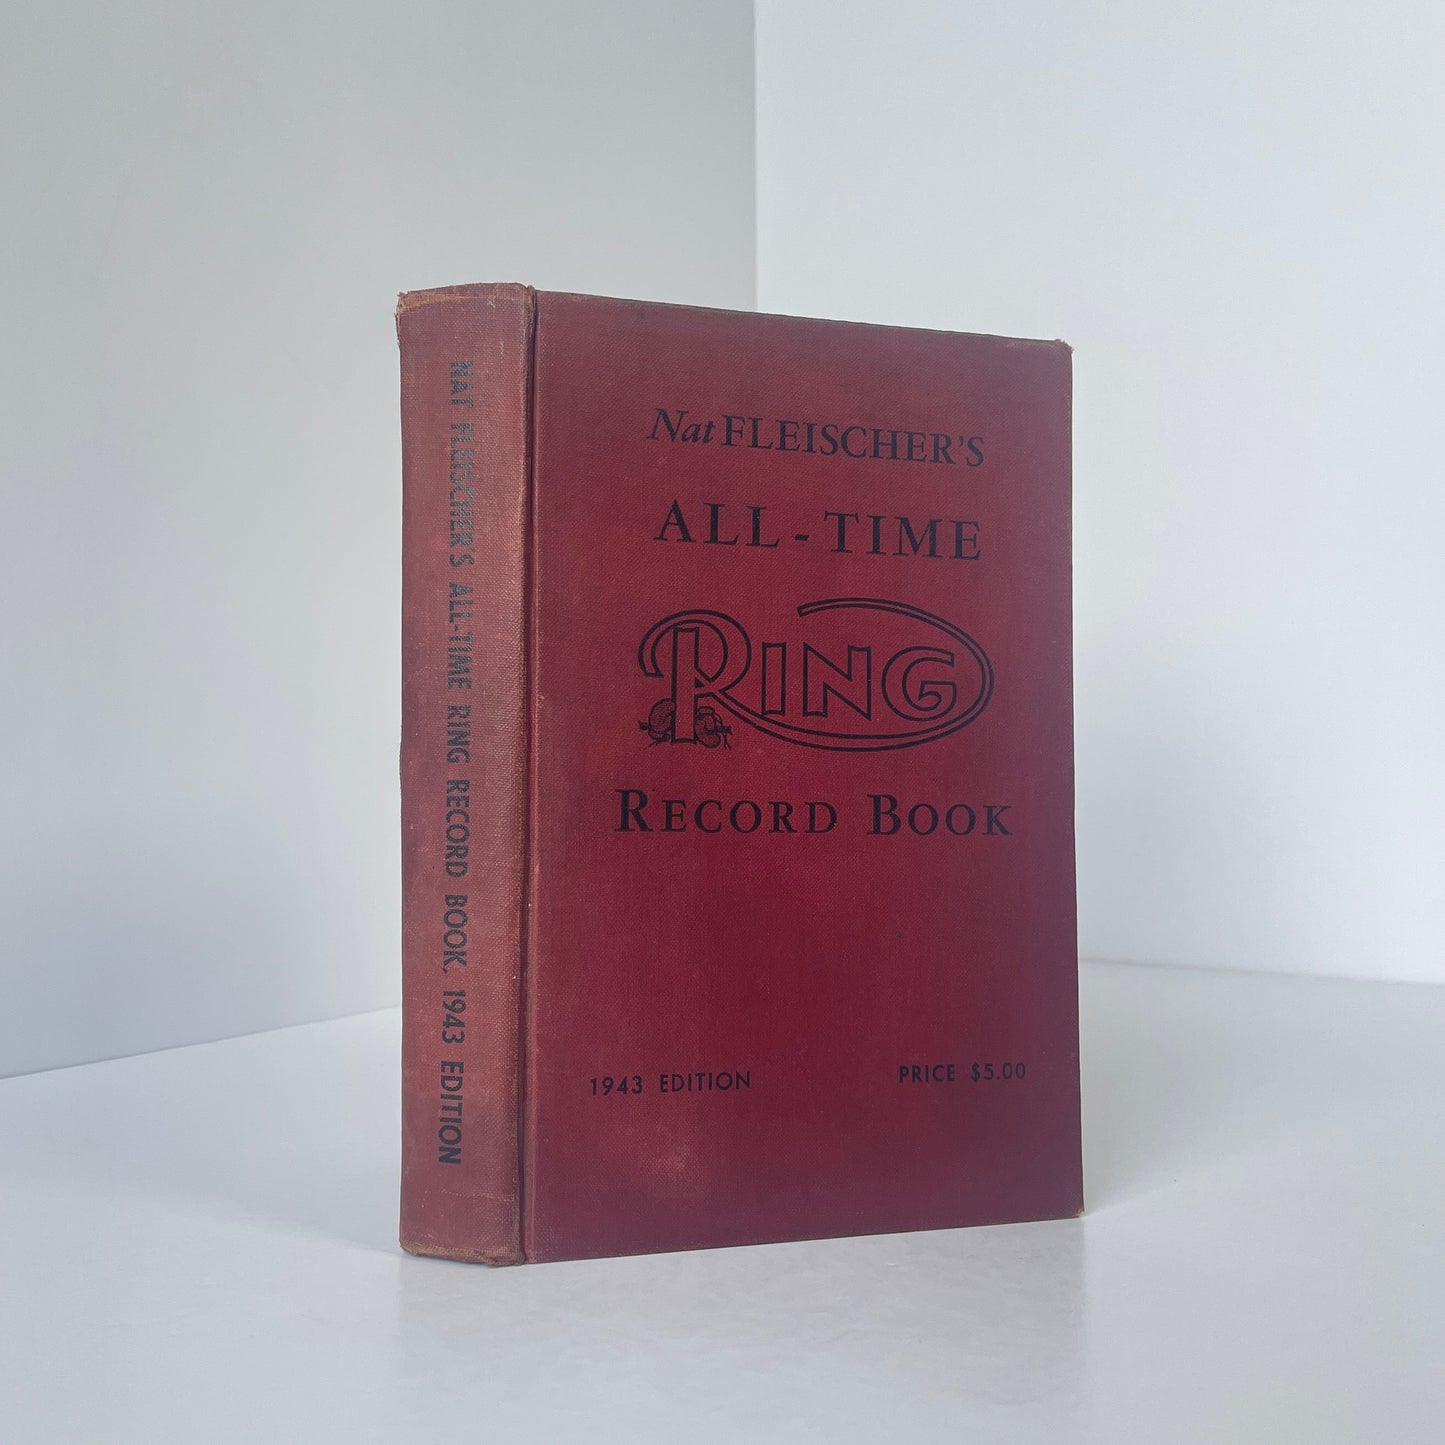 NAT FLEISCHER'S ALL-TIME RING RECORD BOOK, 1943 EDITION
Nat FLEISCHER'S
ALL-TIME
RING
RECORD BOOK
1943 EDITION PRICE $5.00